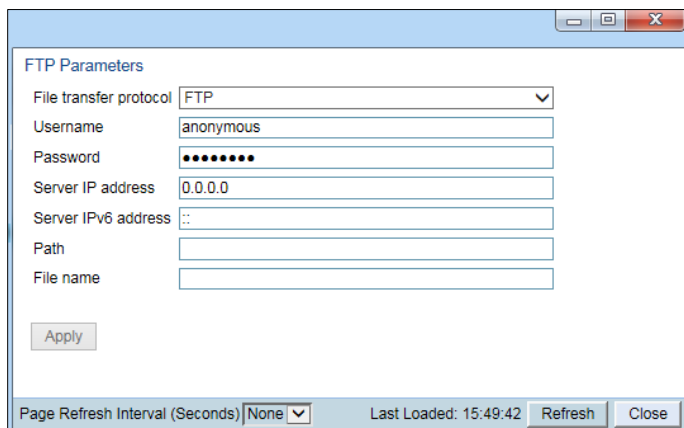 FTP Parameters
File transfer protocol FTP
Username anonymous
Password ●●●●●●●●
Server IP address 0.0.0.0
Server IPv6 address ::
Path
File name
Apply
Page Refresh Interval (Seconds) None Last Loaded: 15:49:42 Refresh Close